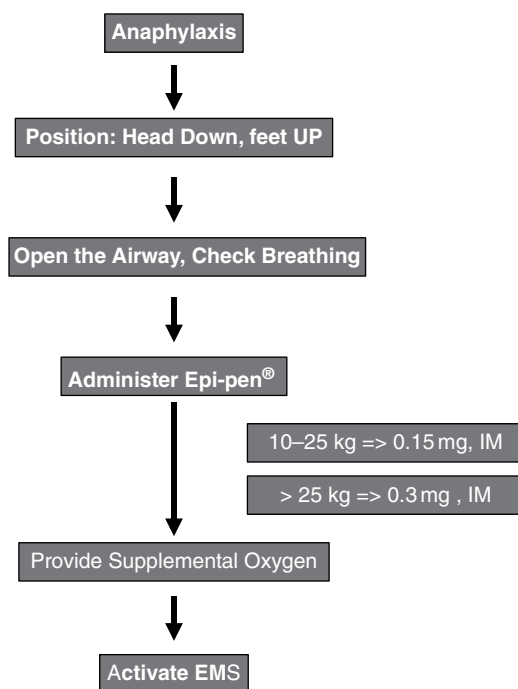 Anaphylaxis
Position: Head Down, feet UP
Open the Airway, Check Breathing
Administer Epi-pen®
10–25 kg => 0.15 mg, IM
> 25 kg => 0.3 mg , IM
Provide Supplemental Oxygen
Activate EMS